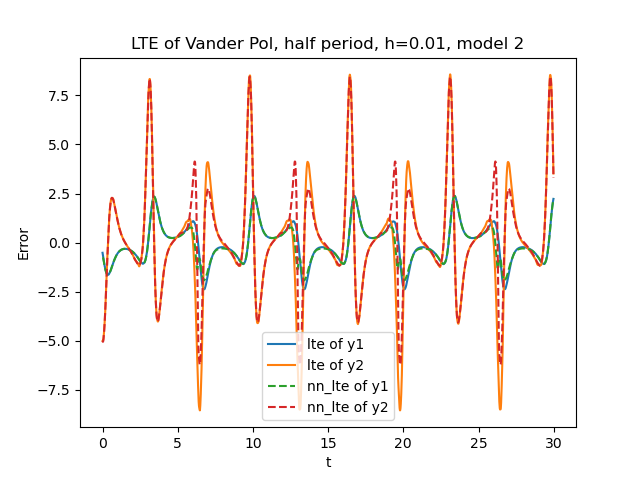 LTE of Vander Pol, half period, h=0.01, model 2
Error
7.5
5.0
2.5
0.0
−2.5
−5.0
−7.5
lte of y1
lte of y2
nn_lte of y1
nn_lte of y2
0 5 10 15 20 25 30
t